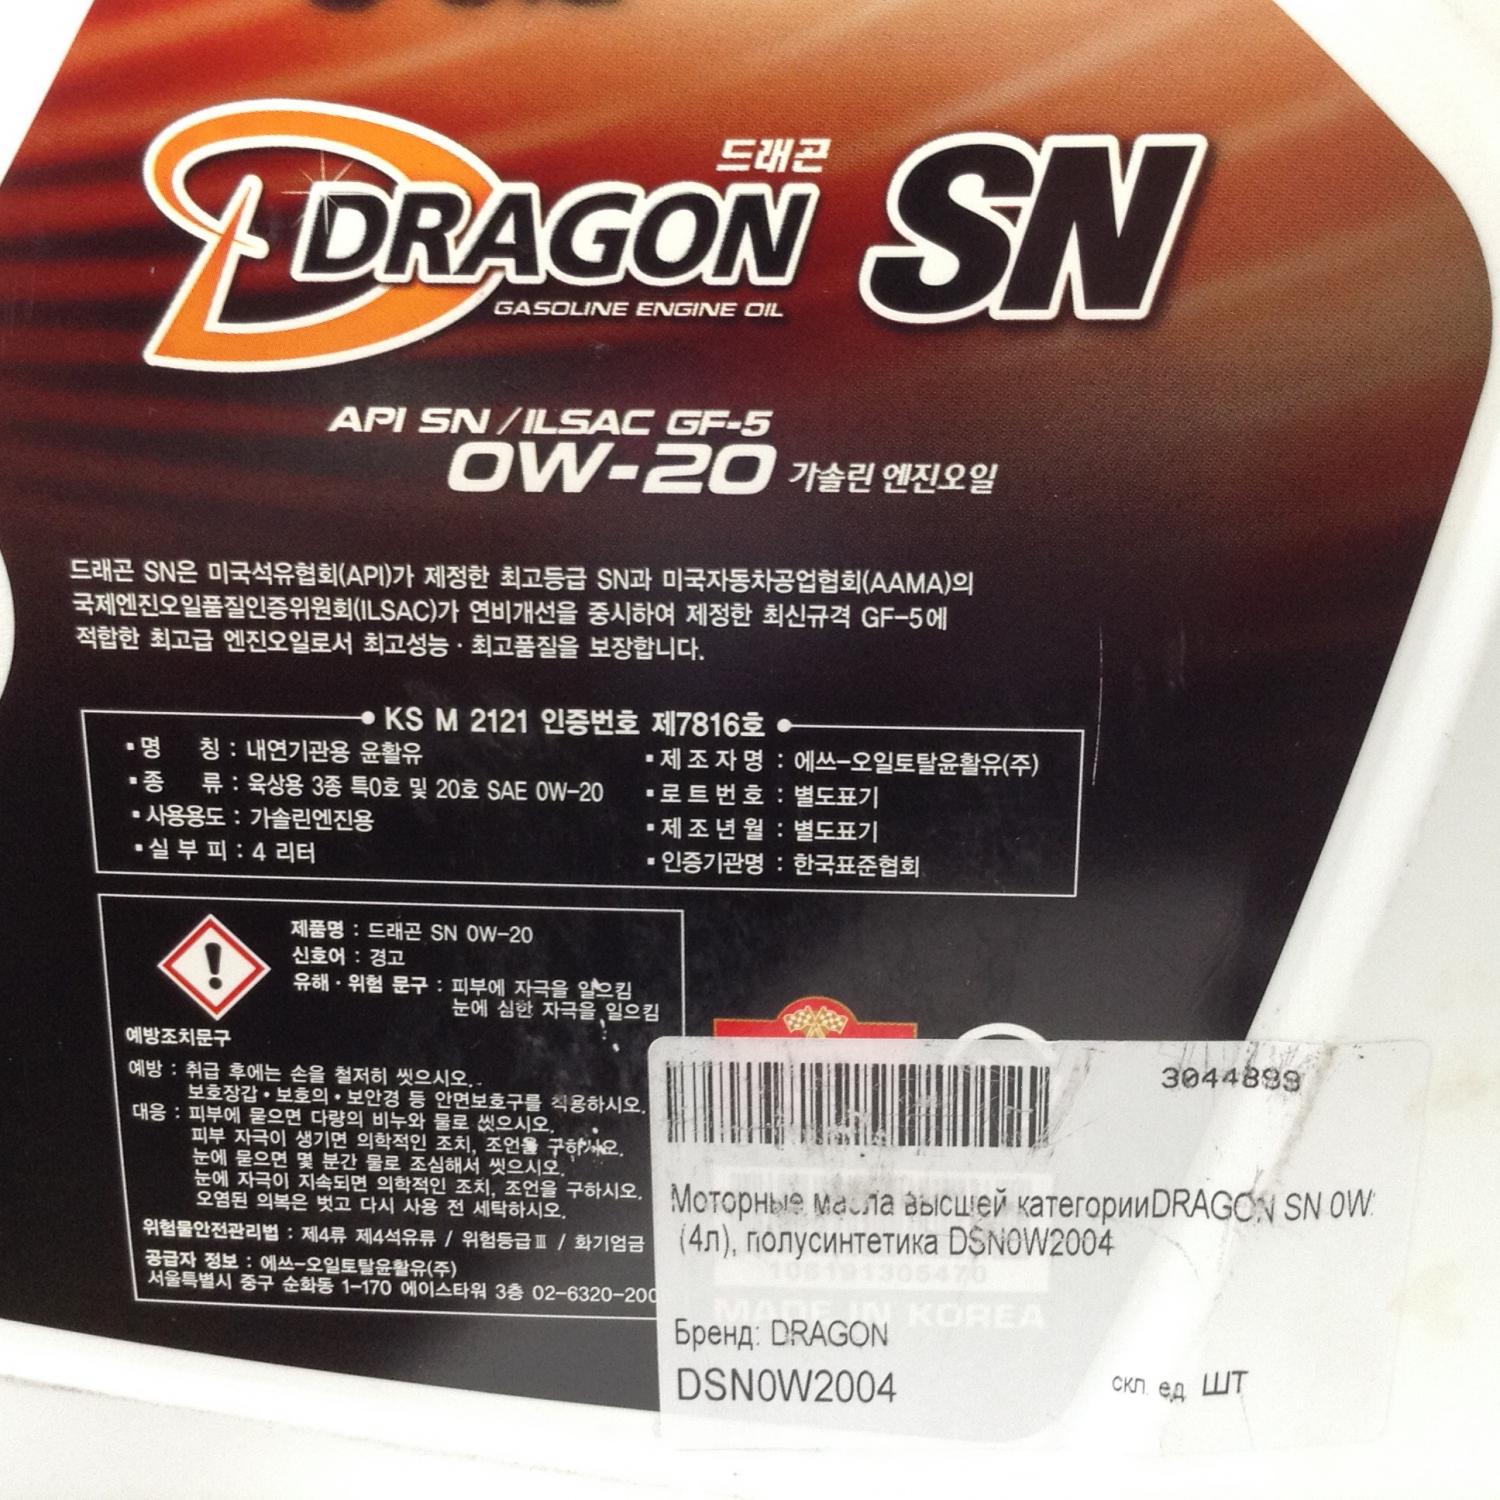 드래곤
DRAGON SN
GASOLINE ENGINE OIL
API SN / ILSAC GF-5
0W-20 가솔린 엔진오일
드래곤 SN은 미국석유협회(API)가 제정한 최고등급 SN과 미국자동차공업협회(AAMA)의
국제엔진오일품질인증위원회(ILSAC)가 연비개선을 중시하여 제정한 최신규격 GF-5에
적합한 최고급 엔진오일로서 최고성능 · 최고품질을 보장합니다.
KS M 2121 인증번호 제7816호
▪ 명 칭 : 내연기관용 윤활유
▪ 종 류 : 육상용 3종 특0호 및 20호 SAE 0W-20
▪ 사용용도 : 가솔린엔진용
▪ 실 부 피 : 4 리터
▪ 제 조 자 명 : 에쓰-오일토탈윤활유(주)
▪ 로 트 번 호 : 별도표기
▪ 제 조 년 월 : 별도표기
▪ 인증기관명 : 한국표준협회
제품명 : 드래곤 SN 0W-20
신호어 : 경고
유해 · 위험 문구 : 피부에 자극을 일으킴
눈에 심한 자극을 일으킴
예방조치문구
예방 : 취급 후에는 손을 철저히 씻으시오.
보호장갑 · 보호의 · 보안경 등 안면보호구를 착용하시오.
대응 : 피부에 묻으면 다량의 비누와 물로 씻으시오.
피부 자극이 생기면 의학적인 조치, 조언을 구하시오.
눈에 묻으면 몇 분간 물로 조심해서 씻으시오.
눈에 자극이 지속되면 의학적인 조치, 조언을 구하시오.
오염된 의복은 벗고 다시 사용 전 세탁하시오.
위험물안전관리법 : 제4류 제4석유류 / 위험등급Ⅲ / 화기엄금
공급자 정보 : 에쓰-오일토탈윤활유(주)
서울특별시 중구 순화동 1-170 에이스타워 3층 02-6320-200
3044899
Моторные масла высшей категорииDRAGON SN 0W
(4л), полусинтетика DSN0W2004
MADE IN KOREA
Бренд: DRAGON
DSN0W2004
скл. ед. ШТ